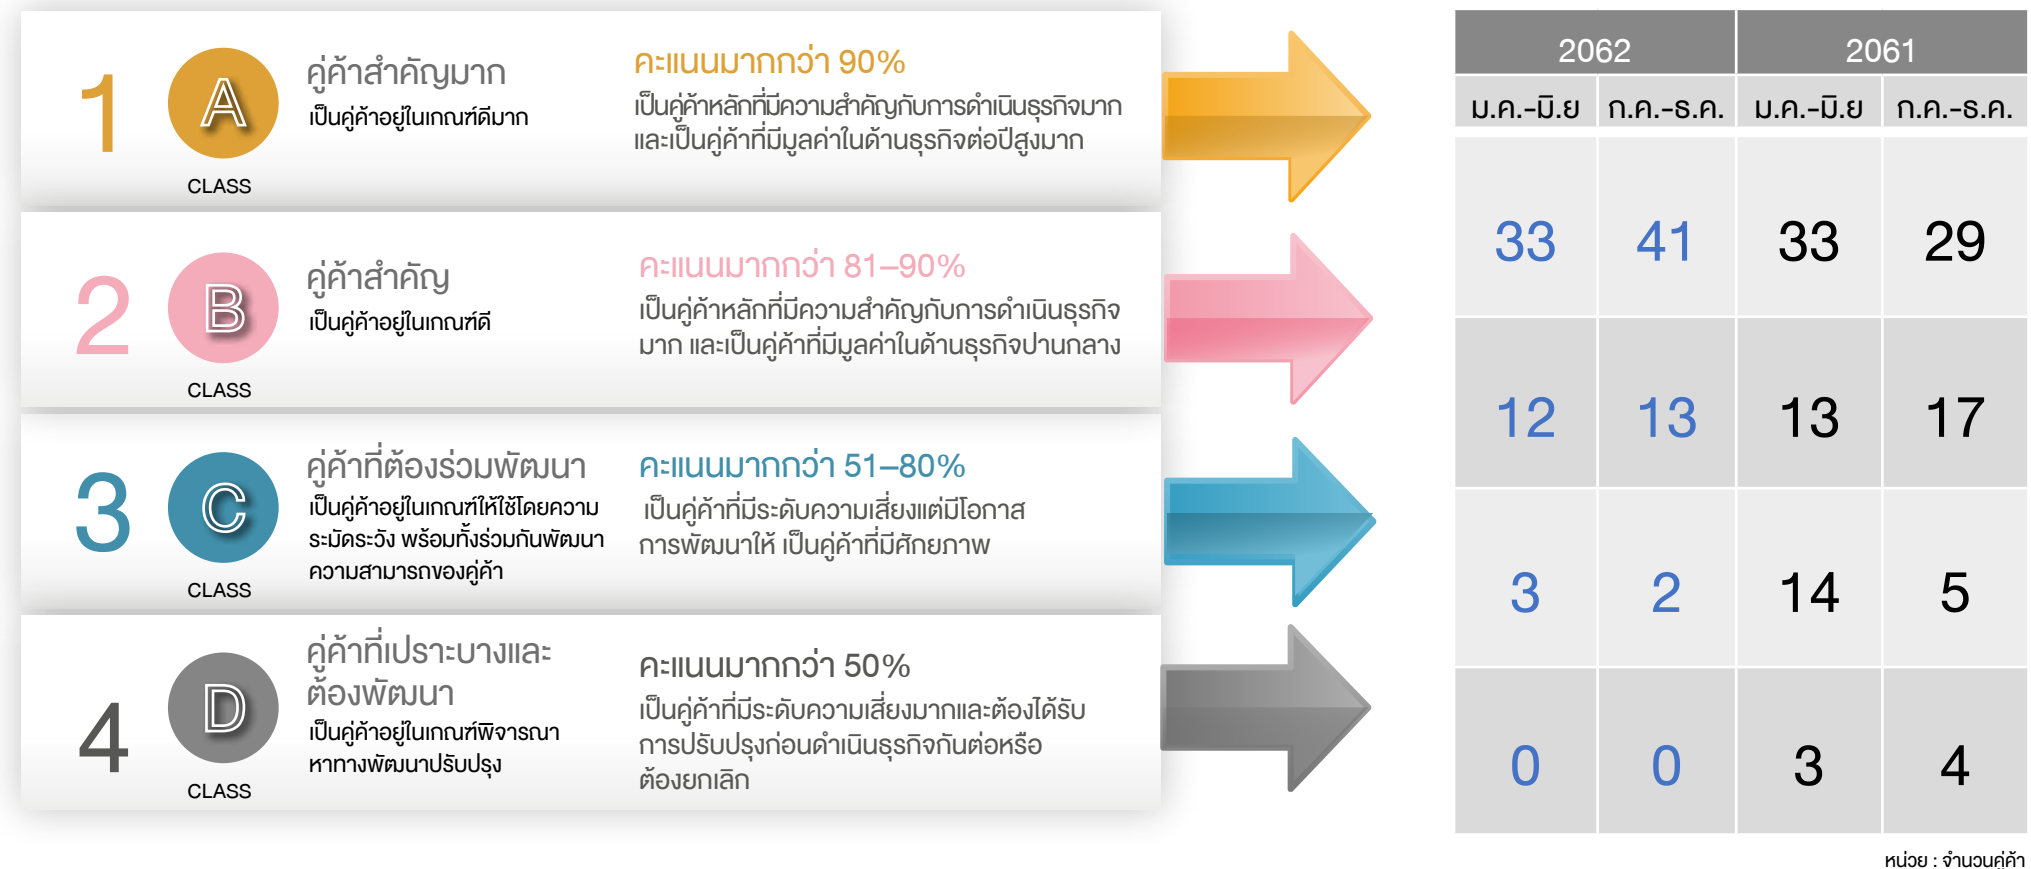 1
A
CLASS
คู่ค้าสำคัญมาก
เป็นคู่ค้าอยู่ในเกณฑ์ดีมาก
คะแนนมากกว่า 90%
เป็นคู่ค้าหลักที่มีความสำคัญกับการดำเนินธุรกิจมาก
และเป็นคู่ค้าที่มีมูลค่าในด้านธุรกิจต่อปีสูงมาก
2
B
CLASS
คู่ค้าสำคัญ
เป็นคู่ค้าอยู่ในเกณฑ์ดี
คะแนนมากกว่า 81–90%
เป็นคู่ค้าหลักที่มีความสำคัญกับการดำเนินธุรกิจ
มาก และเป็นคู่ค้าที่มีมูลค่าในด้านธุรกิจปานกลาง
3
C
CLASS
คู่ค้าที่ต้องร่วมพัฒนา
เป็นคู่ค้าอยู่ในเกณฑ์ให้ใช้โดยความ
ระมัดระวัง พร้อมทั้งร่วมกันพัฒนา
ความสามารถของคู่ค้า
คะแนนมากกว่า 51–80%
เป็นคู่ค้าที่มีระดับความเสี่ยงแต่มีโอกาส
การพัฒนาให้ เป็นคู่ค้าที่มีศักยภาพ
4
D
CLASS
คู่ค้าที่เปราะบางและ
ต้องพัฒนา
เป็นคู่ค้าอยู่ในเกณฑ์พิจารณา
หาทางพัฒนาปรับปรุง
คะแนนมากกว่า 50%
เป็นคู่ค้าที่มีระดับความเสี่ยงมากและต้องได้รับ
การปรับปรุงก่อนดำเนินธุรกิจกันต่อหรือ
ต้องยกเลิก
2062 2061
ม.ค.-มิ.ย ก.ค.-ธ.ค. ม.ค.-มิ.ย ก.ค.-ธ.ค.
33 41 33 29
12 13 13 17
3 2 14 5
0 0 3 4
หน่วย : จำนวนคู่ค้า